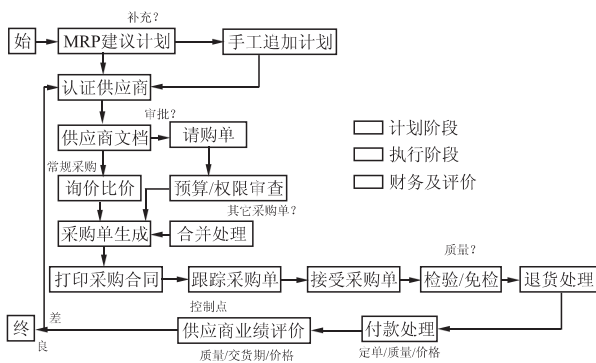 补充？
始
MRP建议计划
手工追加计划
认证供应商
审批？
供应商文档
请购单
计划阶段
执行阶段
财务及评价
常规采购
询价比价
预算/权限审查
其它采购单？
采购单生成
合并处理
质量？
打印采购合同
跟踪采购单
接受采购单
检验/免检
退货处理
控制点
终
差
良
供应商业绩评价
付款处理
质量/交货期/价格
定单/质量/价格